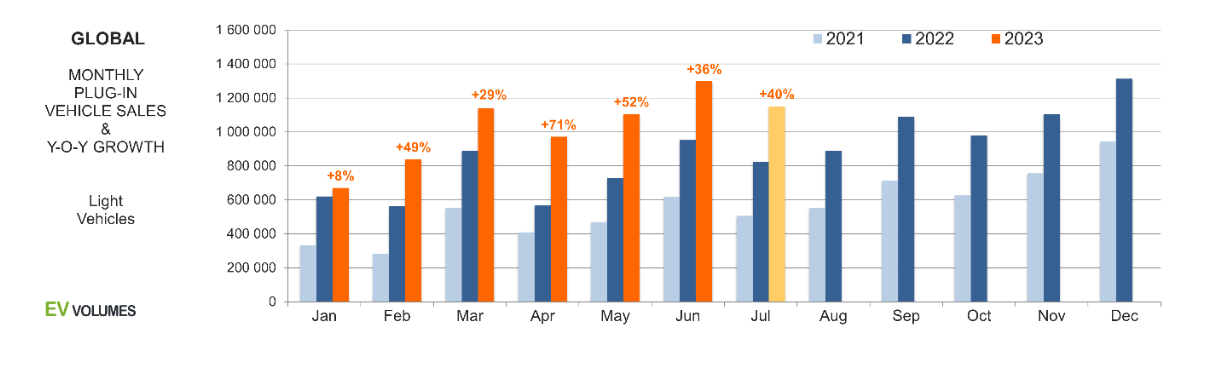 GLOBAL
MONTHLY
PLUG-IN
VEHICLE SALES
&
Y-O-Y GROWTH
Light
Vehicles
EV VOLUMES
1 600 000
1 400 000
1 200 000
1 000 000
800 000
600 000
400 000
200 000
0
2021 2022 2023
+8%
+49%
+29%
+71%
+52%
+36%
+40%
Jan Feb Mar Apr May Jun Jul Aug Sep Oct Nov Dec